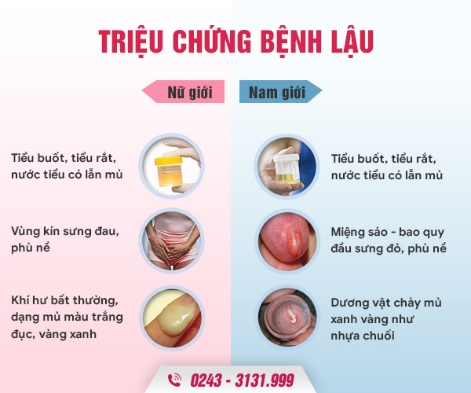 TRIỆU CHỨNG BỆNH LẬU
Nữ giới
Nam giới
Tiểu buốt, tiểu rắt,
nước tiểu có lẫn mủ
Vùng kín sưng đau,
phù nề
Khí hư bất thường,
dạng mủ màu trắng
đục, vàng xanh
Tiểu buốt, tiểu rắt,
nước tiểu có lẫn mủ
Miệng sáo - bao quy
đầu sưng đỏ, phù nề
Dương vật chảy mủ
xanh vàng như
nhựa chuối
0243 - 3131.999